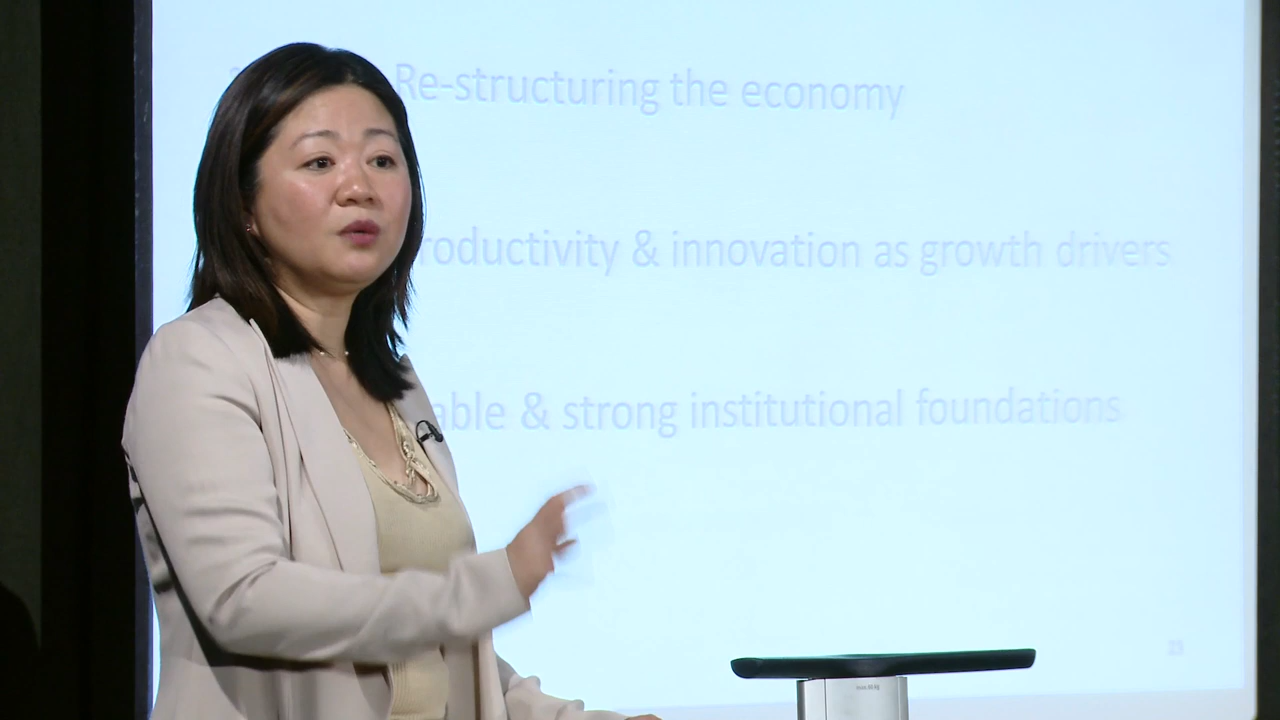 Re-structuring the economy
roductivity & innovation as growth drivers
able & strong institutional foundations